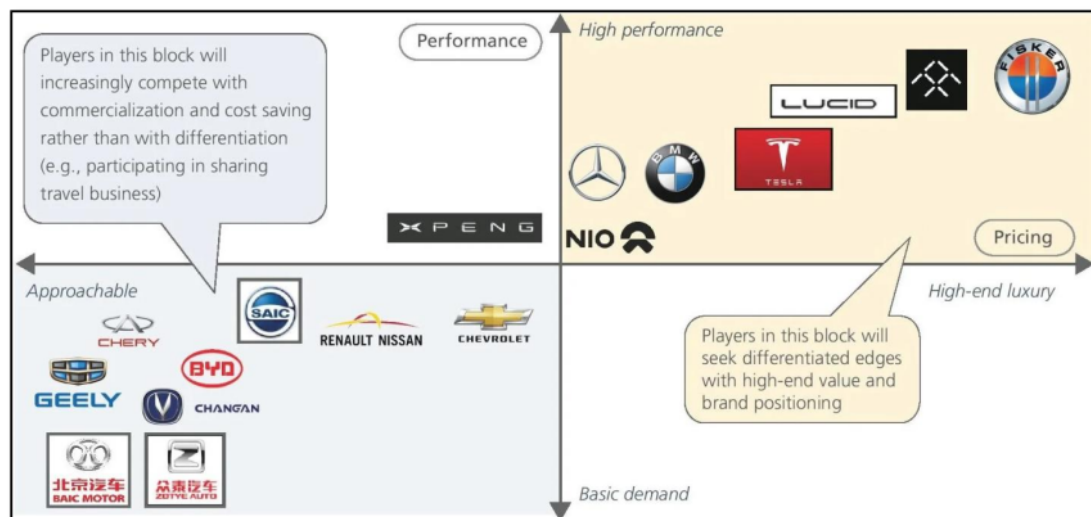 Players in this block will
increasingly compete with
commercialization and cost saving
rather than with differentiation
(e.g., participating in sharing
travel business)
Performance
High performance
FISKER
LUCID
BMW
TESLA
XPENG
NIO
Pricing
Approachable
High-end luxury
SAIC
CHERY
RENAULT NISSAN
CHEVROLET
BYD
GEELY
CHANGAN
Players in this block will
seek differentiated edges
with high-end value and
brand positioning
北京汽车
BAIC MOTOR
众泰汽车
ZOTYE AUTO
Basic demand